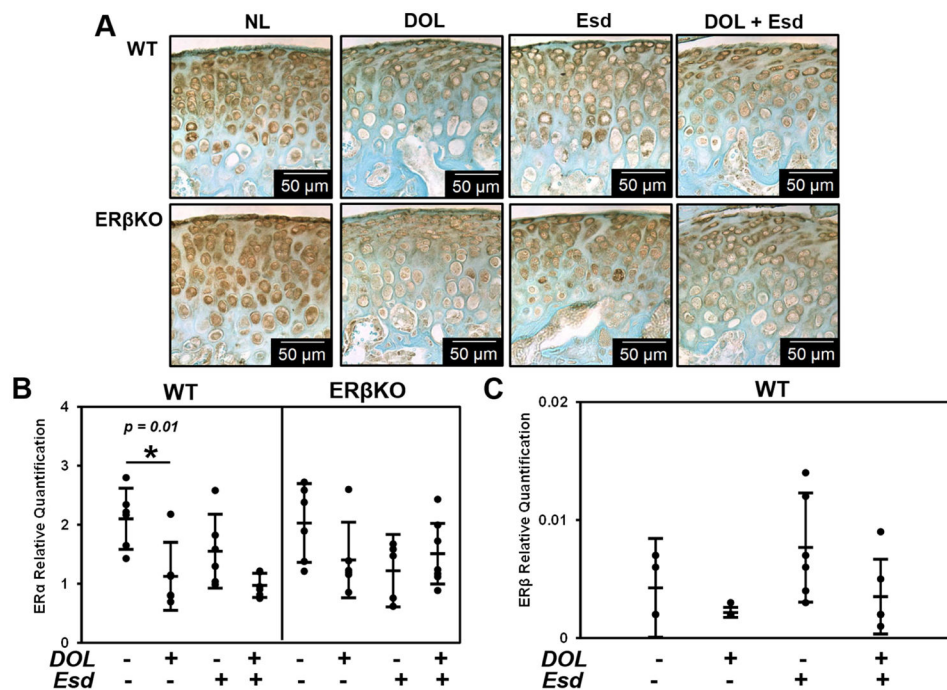 A
NL DOL Esd DOL + Esd
WT
50 µm 50 µm 50 µm 50 µm
ERβKO
50 µm 50 µm 50 µm 50 µm
B WT ERβKO
ERα Relative Quantification
4
3
2
1
0
p = 0.01
*
DOL - + - + - + - +
Esd - - + + - - + +
C WT
ERβ Relative Quantification
0.02
0.01
0
DOL - + - +
Esd - - + +